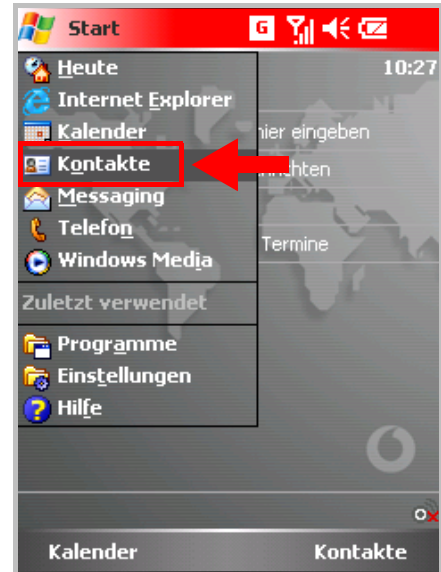 Start G
Heute 10:27
Internet Explorer
Kalender hier eingeben
Kontakte
Messaging
Telefon
Termine
Windows Media
Zuletzt verwendet
Programme
Einstellungen
Hilfe
Kalender Kontakte